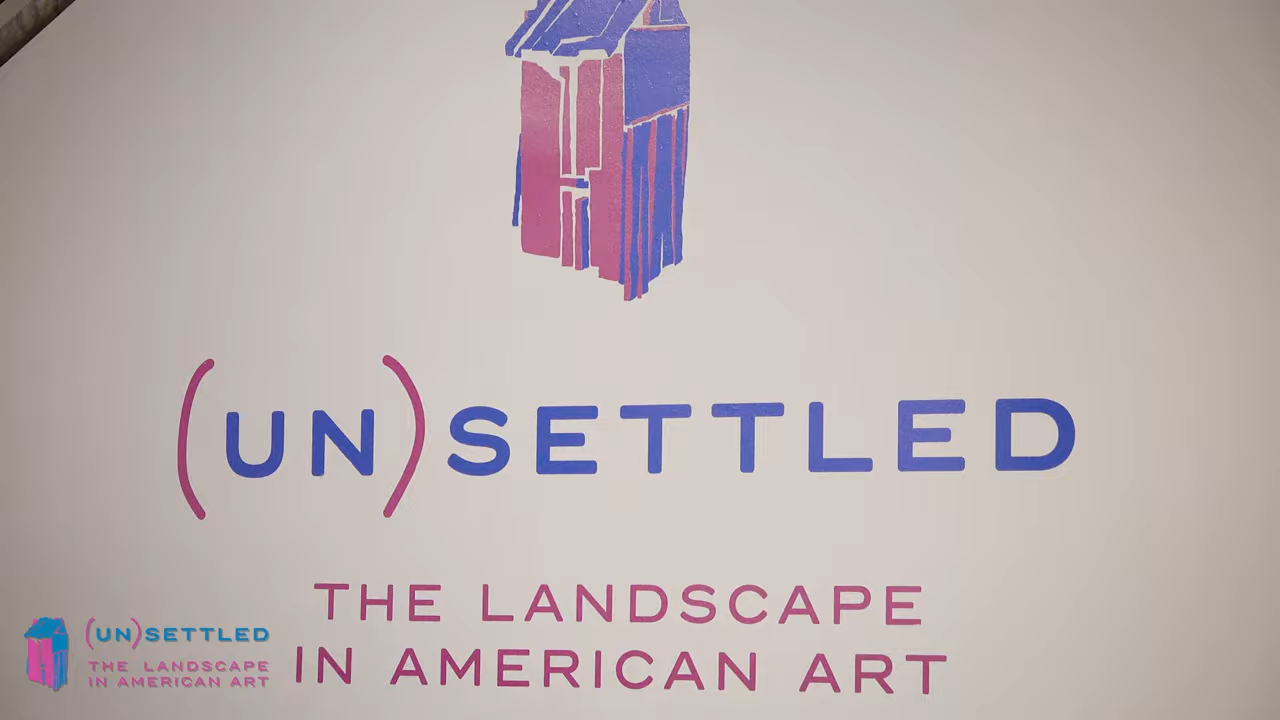 (UN)SETTLED
THE LANDSCAPE
IN AMERICAN ART
(UN)SETTLED
THE LANDSCAPE
IN AMERICAN ART